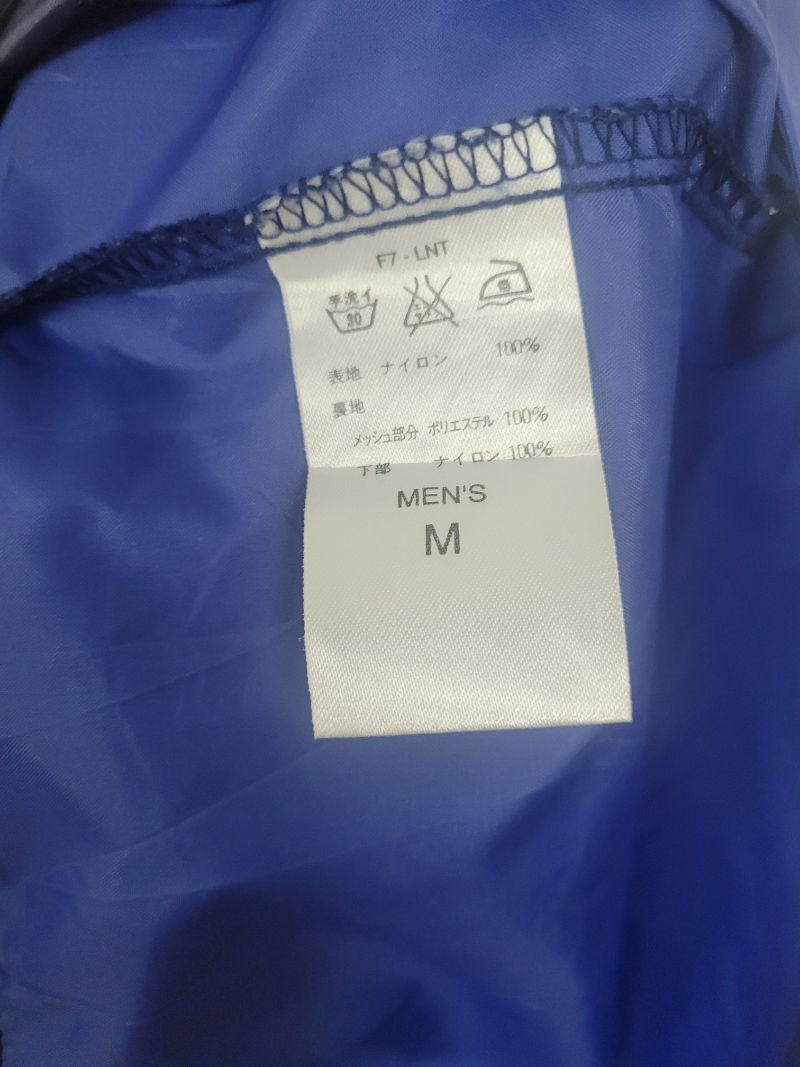 F7 - LNT
手洗イ
30
表地 ナイロン 100%
裏地
メッシュ部分 ポリエステル 100%
下部 ナイロン 100%
MEN'S
M